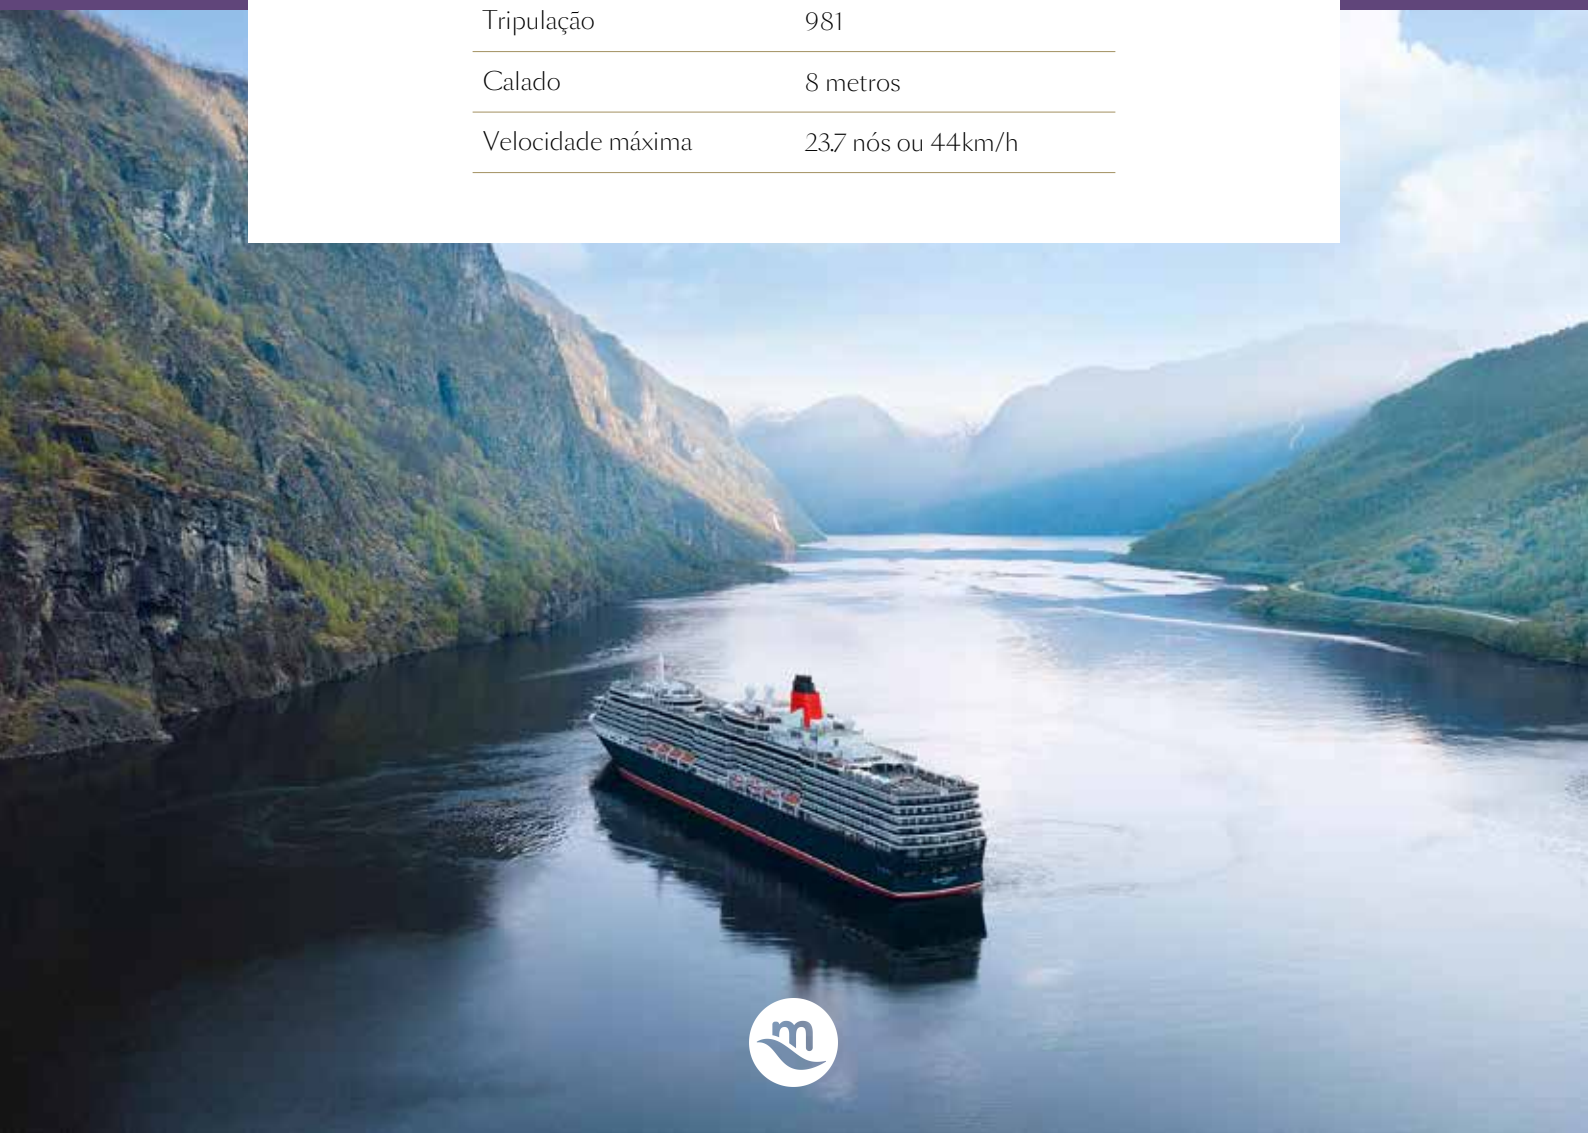 Tripulação 981
Calado 8 metros
Velocidade máxima 23.7 nós ou 44km/h
m